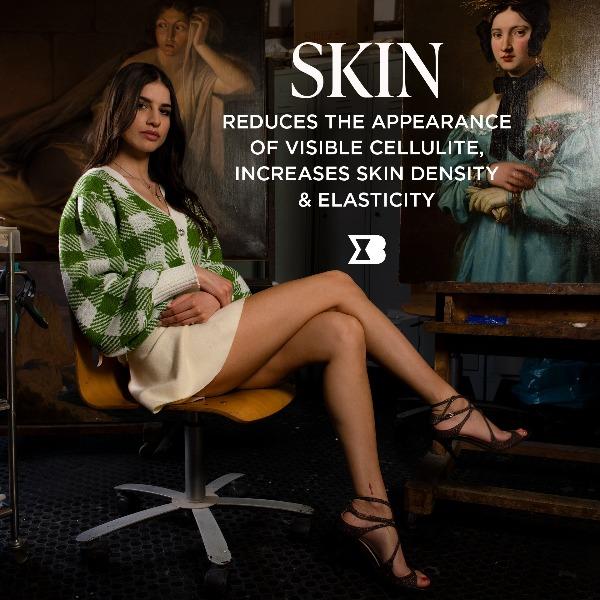 SKIN
REDUCES THE APPEARANCE
OF VISIBLE CELLULITE,
INCREASES SKIN DENSITY
& ELASTICITY